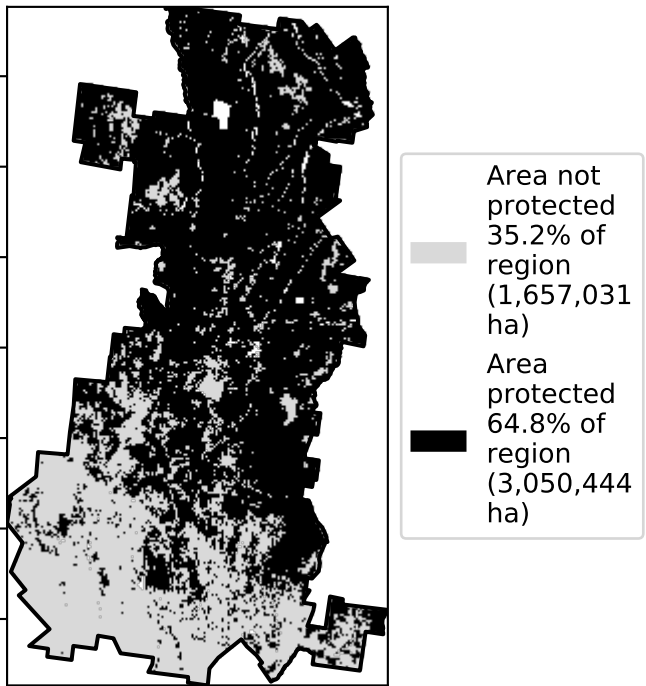 Area not
protected
35.2% of
region
(1,657,031
ha)
Area
protected
64.8% of
region
(3,050,444
ha)